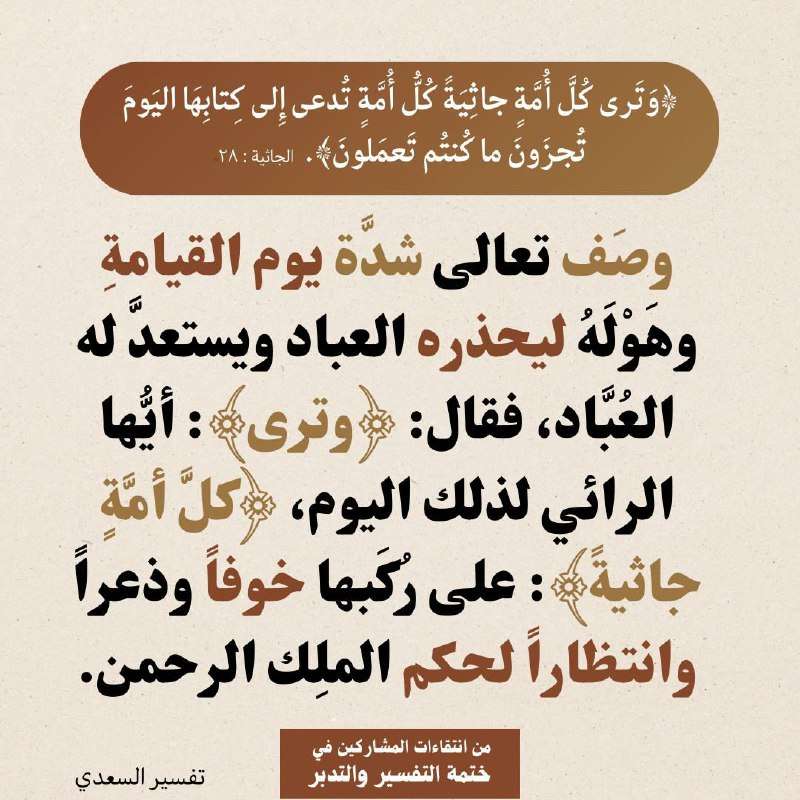 ﴿وَتَرى كُلَّ أُمَّةٍ جاثِيَةً كُلُّ أُمَّةٍ تُدعى إِلى كِتابِهَا اليَومَ
تُجزَونَ ما كُنتُم تَعمَلونَ﴾. الجاثية : ٢٨
وصَف تعالى شدَّة يوم القيامةِ
وهَوْلَهُ ليحذره العباد ويستعدَّ له
العُبَّاد، فقال: ﴿وترى﴾: أيُّها
الرائي لذلك اليوم، ﴿كلَّ أمَّةٍ
جاثيةً﴾: على رُكَبها خوفاً وذعراً
وانتظاراً لحكم الملِك الرحمن.
من انتقاءات المشاركين في
ختمة التفسير والتدبر
تفسير السعدي